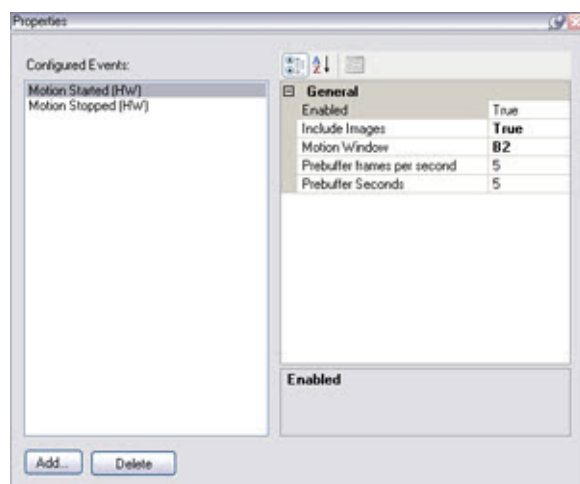 Properties
Configured Events:
Motion Started (HW)
Motion Stopped (HW)
General
Enabled True
Include Images True
Motion Window B2
Prebuffer frames per second 5
Prebuffer Seconds 5
Enabled
Add... Delete